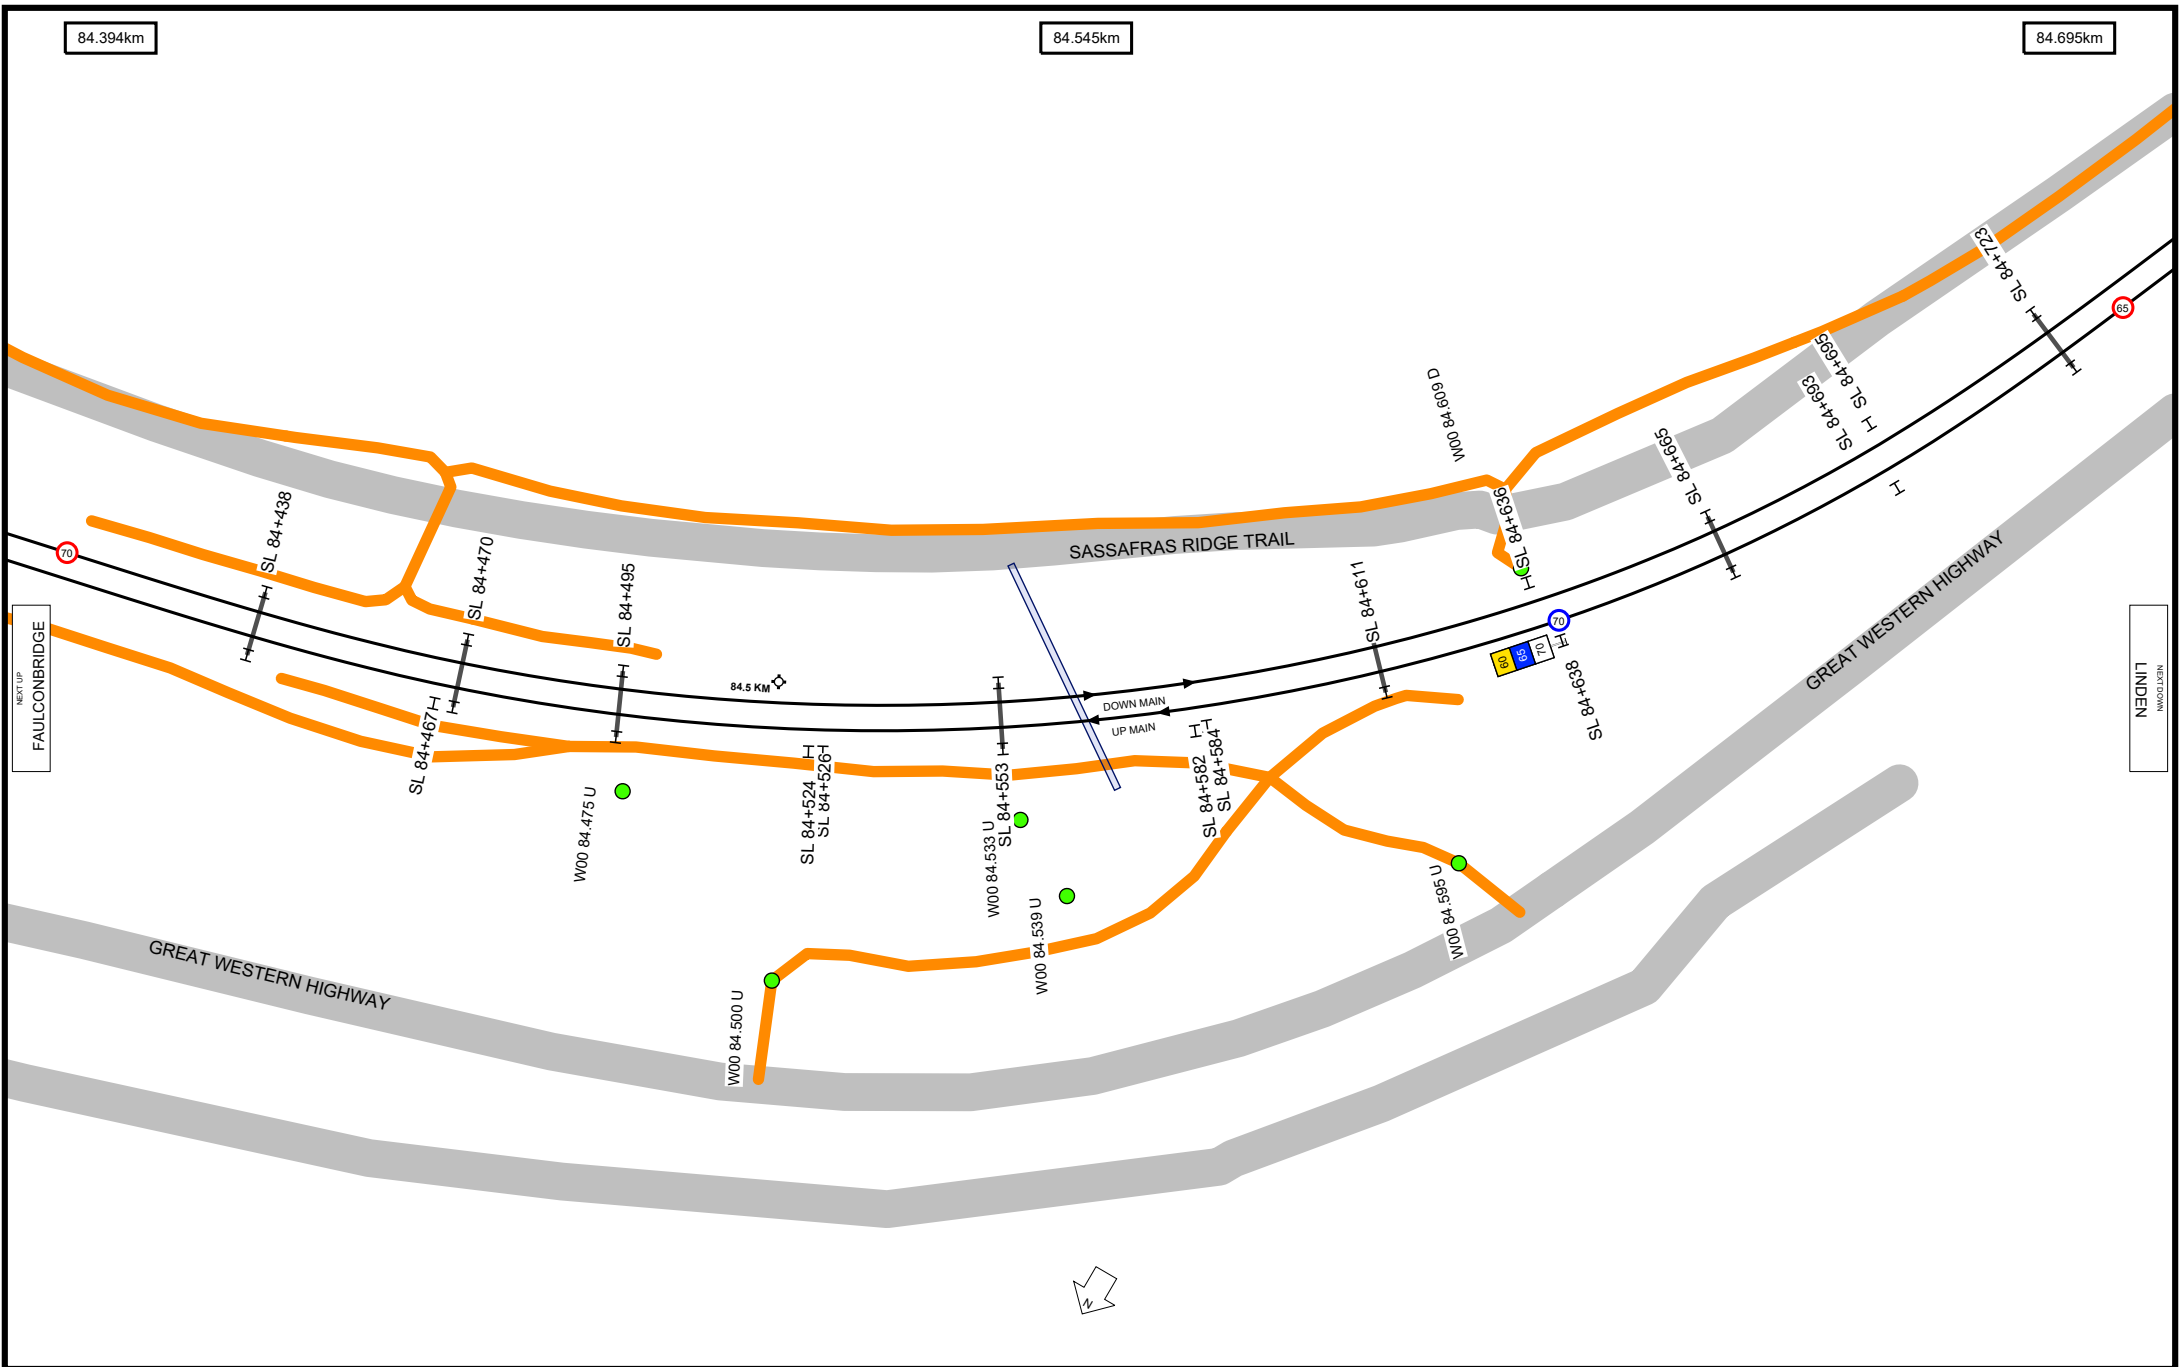 84.394km
84.545km
84.695km
SL 84+723
SL 84+695
SL 84+693
65
W00 84.609 D
SL 84+665
SL 84+636
SL 84+438
SL 84+470
SL 84+495
SASSAFRAS RIDGE TRAIL
SL 84+611
70
NEXT UP
FAULCONBRIDGE
70
60
65
70
SL 84+638
GREAT WESTERN HIGHWAY
NEXT DOWN
LINDEN
84.5 KM
DOWN MAIN
UP MAIN
SL 84+467
SL 84+524
SL 84+526
SL 84+553
SL 84+582
SL 84+584
W00 84.475 U
W00 84.533 U
W00 84.539 U
W00 84.595 U
GREAT WESTERN HIGHWAY
W00 84.500 U
N